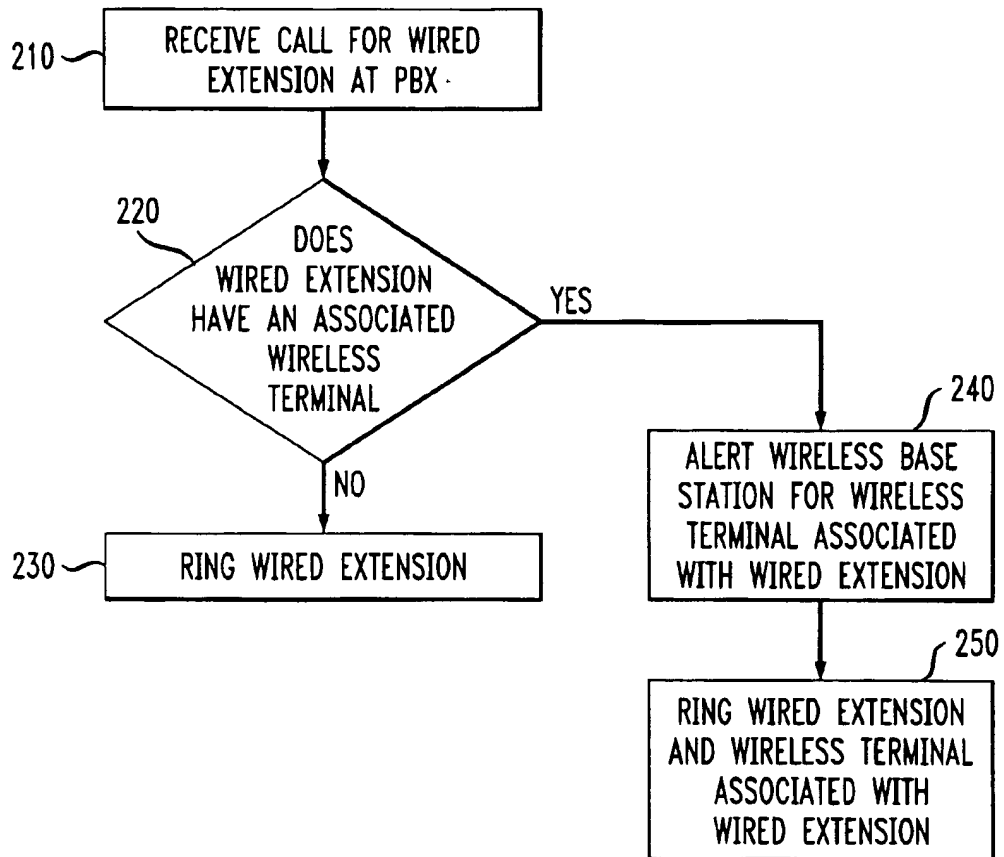 210
RECEIVE CALL FOR WIRED
EXTENSION AT PBX
220
DOES
WIRED EXTENSION
HAVE AN ASSOCIATED
WIRELESS
TERMINAL
YES
NO
230
RING WIRED EXTENSION
240
ALERT WIRELESS BASE
STATION FOR WIRELESS
TERMINAL ASSOCIATED
WITH WIRED EXTENSION
250
RING WIRED EXTENSION
AND WIRELESS TERMINAL
ASSOCIATED WITH
WIRED EXTENSION